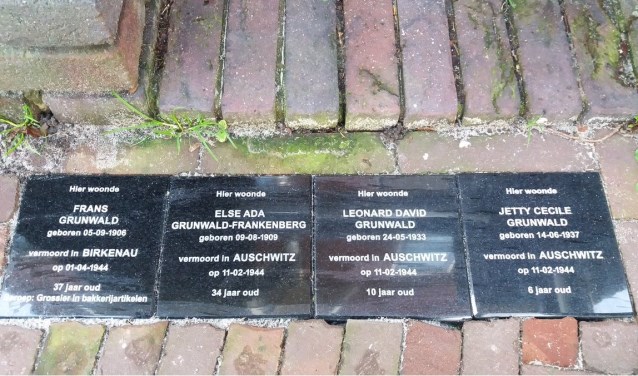 Hier woonde
FRANS
GRUNWALD
geboren 05-09-1906
vermoord in BIRKENAU
op 01-04-1944
37 jaar oud
Beroep: Grossier in bakkerijartikelen
Hier woonde
ELSE ADA
GRUNWALD-FRANKENBERG
geboren 09-08-1909
vermoord in AUSCHWITZ
op 11-02-1944
34 jaar oud
Hier woonde
LEONARD DAVID
GRUNWALD
geboren 24-05-1933
vermoord in AUSCHWITZ
op 11-02-1944
10 jaar oud
Hier woonde
JETTY CECILE
GRUNWALD
geboren 14-06-1937
vermoord in AUSCHWITZ
op 11-02-1944
6 jaar oud